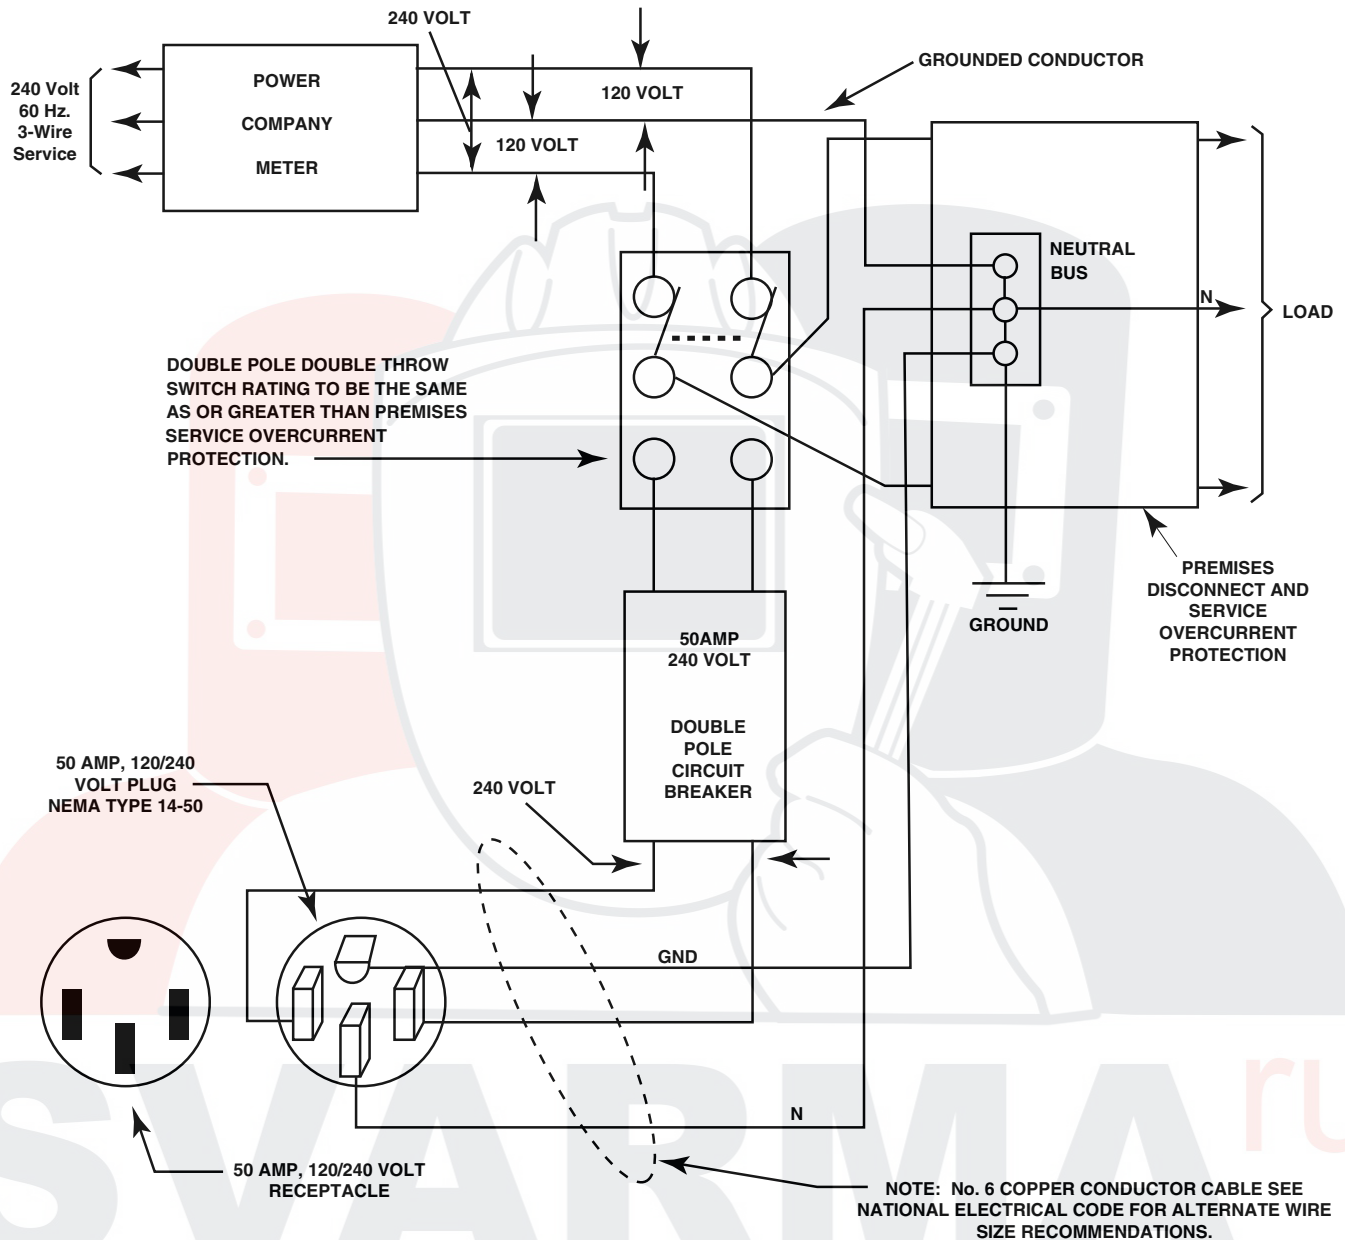 240 VOLT
GROUNDED CONDUCTOR
POWER
COMPANY
METER
240 Volt
60 Hz.
3-Wire
Service
120 VOLT
120 VOLT
NEUTRAL
BUS
N
LOAD
DOUBLE POLE DOUBLE THROW
SWITCH RATING TO BE THE SAME
AS OR GREATER THAN PREMISES
SERVICE OVERCURRENT
PROTECTION.
GROUND
PREMISES
DISCONNECT AND
SERVICE
OVERCURRENT
PROTECTION
50AMP
240 VOLT
DOUBLE
POLE
CIRCUIT
BREAKER
50 AMP, 120/240
VOLT PLUG
NEMA TYPE 14-50
240 VOLT
GND
N
50 AMP, 120/240 VOLT
RECEPTACLE
NOTE: No. 6 COPPER CONDUCTOR CABLE SEE
NATIONAL ELECTRICAL CODE FOR ALTERNATE WIRE
SIZE RECOMMENDATIONS.
SVARMA ru